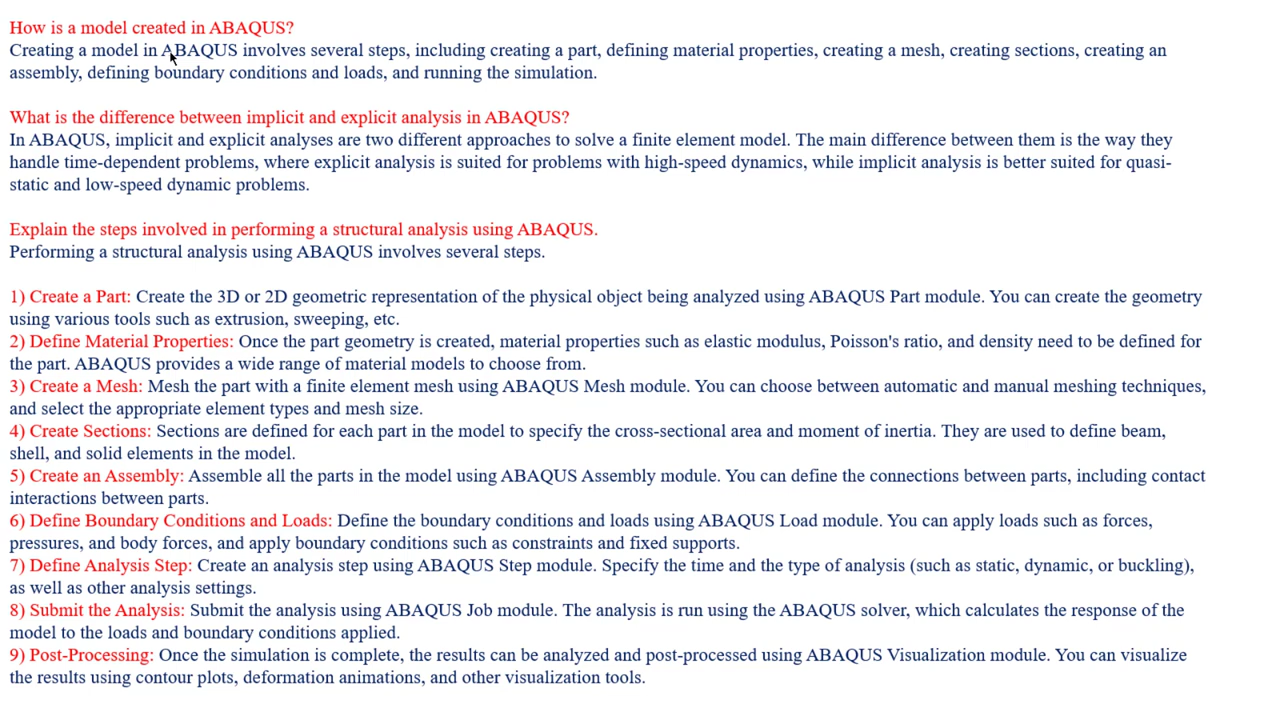 How is a model created in ABAQUS?
Creating a model in ABAQUS involves several steps, including creating a part, defining material properties, creating a mesh, creating sections, creating an
assembly, defining boundary conditions and loads, and running the simulation.
What is the difference between implicit and explicit analysis in ABAQUS?
In ABAQUS, implicit and explicit analyses are two different approaches to solve a finite element model. The main difference between them is the way they
handle time-dependent problems, where explicit analysis is suited for problems with high-speed dynamics, while implicit analysis is better suited for quasi-
static and low-speed dynamic problems.
Explain the steps involved in performing a structural analysis using ABAQUS.
Performing a structural analysis using ABAQUS involves several steps.
1) Create a Part: Create the 3D or 2D geometric representation of the physical object being analyzed using ABAQUS Part module. You can create the geometry
using various tools such as extrusion, sweeping, etc.
2) Define Material Properties: Once the part geometry is created, material properties such as elastic modulus, Poisson's ratio, and density need to be defined for
the part. ABAQUS provides a wide range of material models to choose from.
3) Create a Mesh: Mesh the part with a finite element mesh using ABAQUS Mesh module. You can choose between automatic and manual meshing techniques,
and select the appropriate element types and mesh size.
4) Create Sections: Sections are defined for each part in the model to specify the cross-sectional area and moment of inertia. They are used to define beam,
shell, and solid elements in the model.
5) Create an Assembly: Assemble all the parts in the model using ABAQUS Assembly module. You can define the connections between parts, including contact
interactions between parts.
6) Define Boundary Conditions and Loads: Define the boundary conditions and loads using ABAQUS Load module. You can apply loads such as forces,
pressures, and body forces, and apply boundary conditions such as constraints and fixed supports.
7) Define Analysis Step: Create an analysis step using ABAQUS Step module. Specify the time and the type of analysis (such as static, dynamic, or buckling),
as well as other analysis settings.
8) Submit the Analysis: Submit the analysis using ABAQUS Job module. The analysis is run using the ABAQUS solver, which calculates the response of the
model to the loads and boundary conditions applied.
9) Post-Processing: Once the simulation is complete, the results can be analyzed and post-processed using ABAQUS Visualization module. You can visualize
the results using contour plots, deformation animations, and other visualization tools.